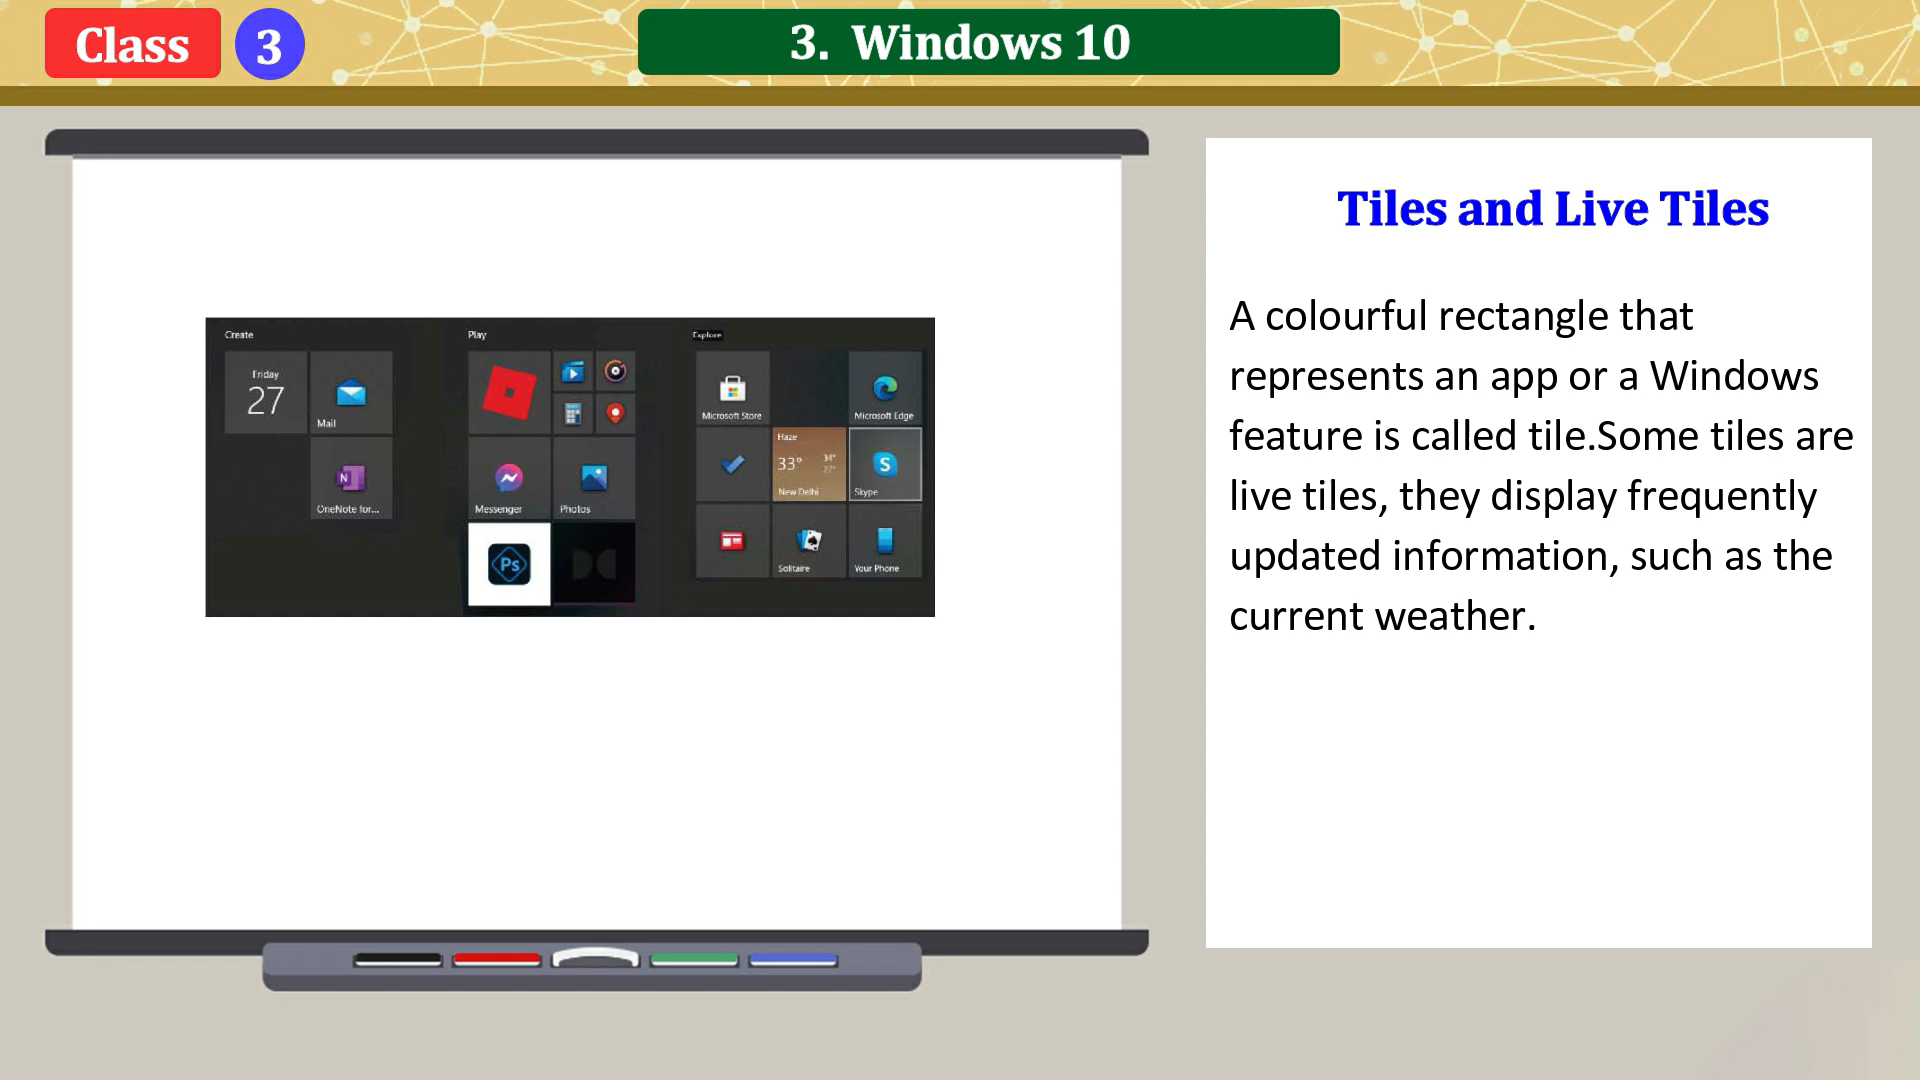 Class 3
3. Windows 10
Create
Play
Explore
Friday
27
Mail
OneNote for...
Messenger
Photos
Ps
Microsoft Store
Microsoft Edge
Haze
33° 34°
27°
New Delhi
S
Skype
N
Solitaire
Your Phone
Tiles and Live Tiles
A colourful rectangle that
represents an app or a Windows
feature is called tile.Some tiles are
live tiles, they display frequently
updated information, such as the
current weather.